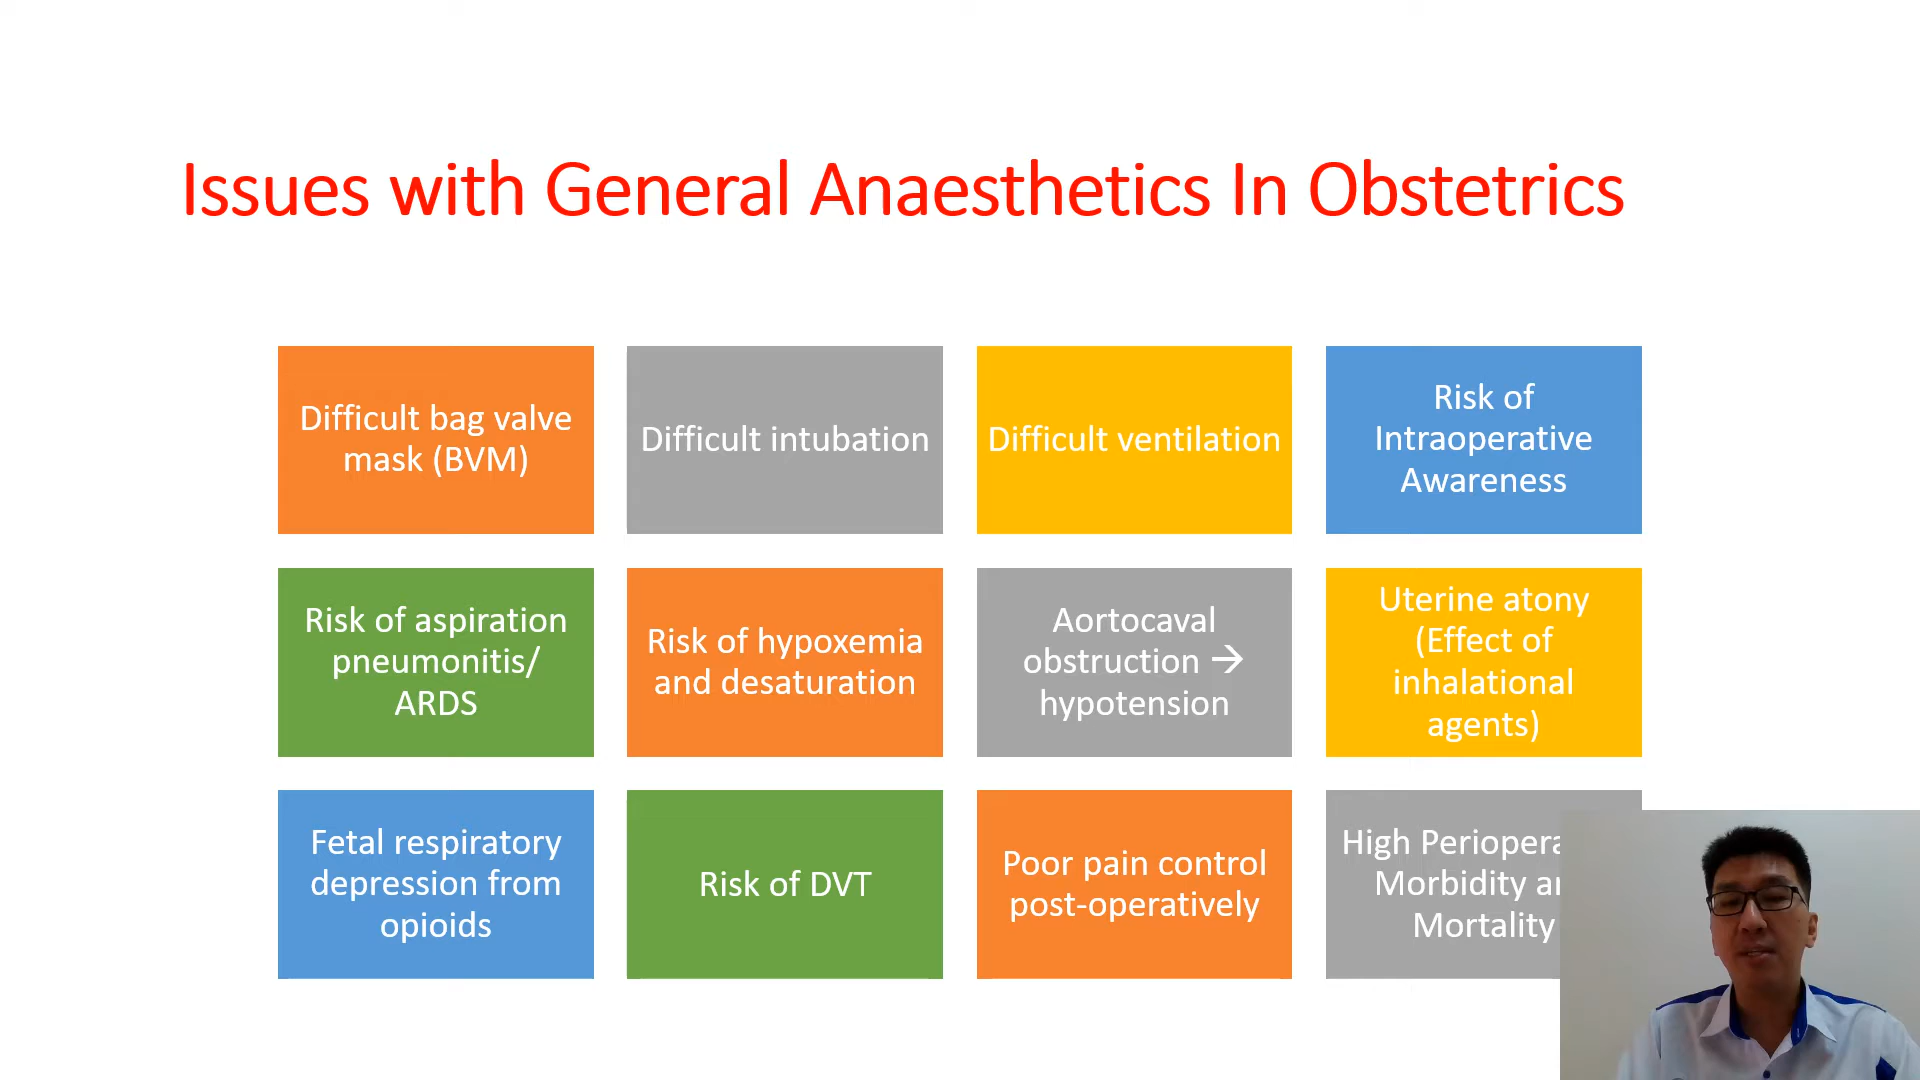 Issues with General Anaesthetics In Obstetrics
Difficult bag valve
mask (BVM)
Difficult intubation
Difficult ventilation
Risk of
Intraoperative
Awareness
Risk of aspiration
pneumonitis/
ARDS
Risk of hypoxemia
and desaturation
Aortocaval
obstruction →
hypotension
Uterine atony
(Effect of
inhalational
agents)
Fetal respiratory
depression from
opioids
Risk of DVT
Poor pain control
post-operatively
High
Morbidity
Mortality